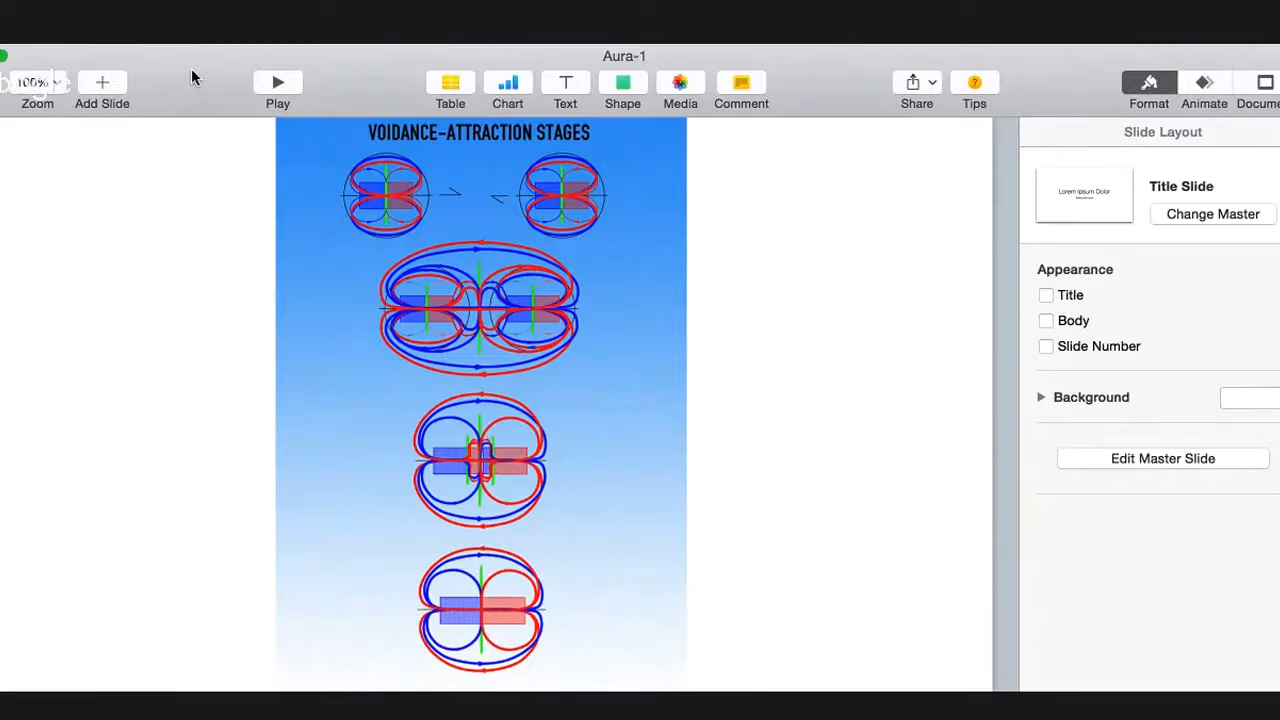 Aura-1
100%
Zoom
Add Slide
Play
Table
Chart
Text
Shape
Media
Comment
Share
Tips
Format
Animate
Docume
VOIDANCE-ATTRACTION STAGES
Slide Layout
Lorem Ipsum Dolor
Title Slide
Change Master
Appearance
Title
Body
Slide Number
Background
Edit Master Slide